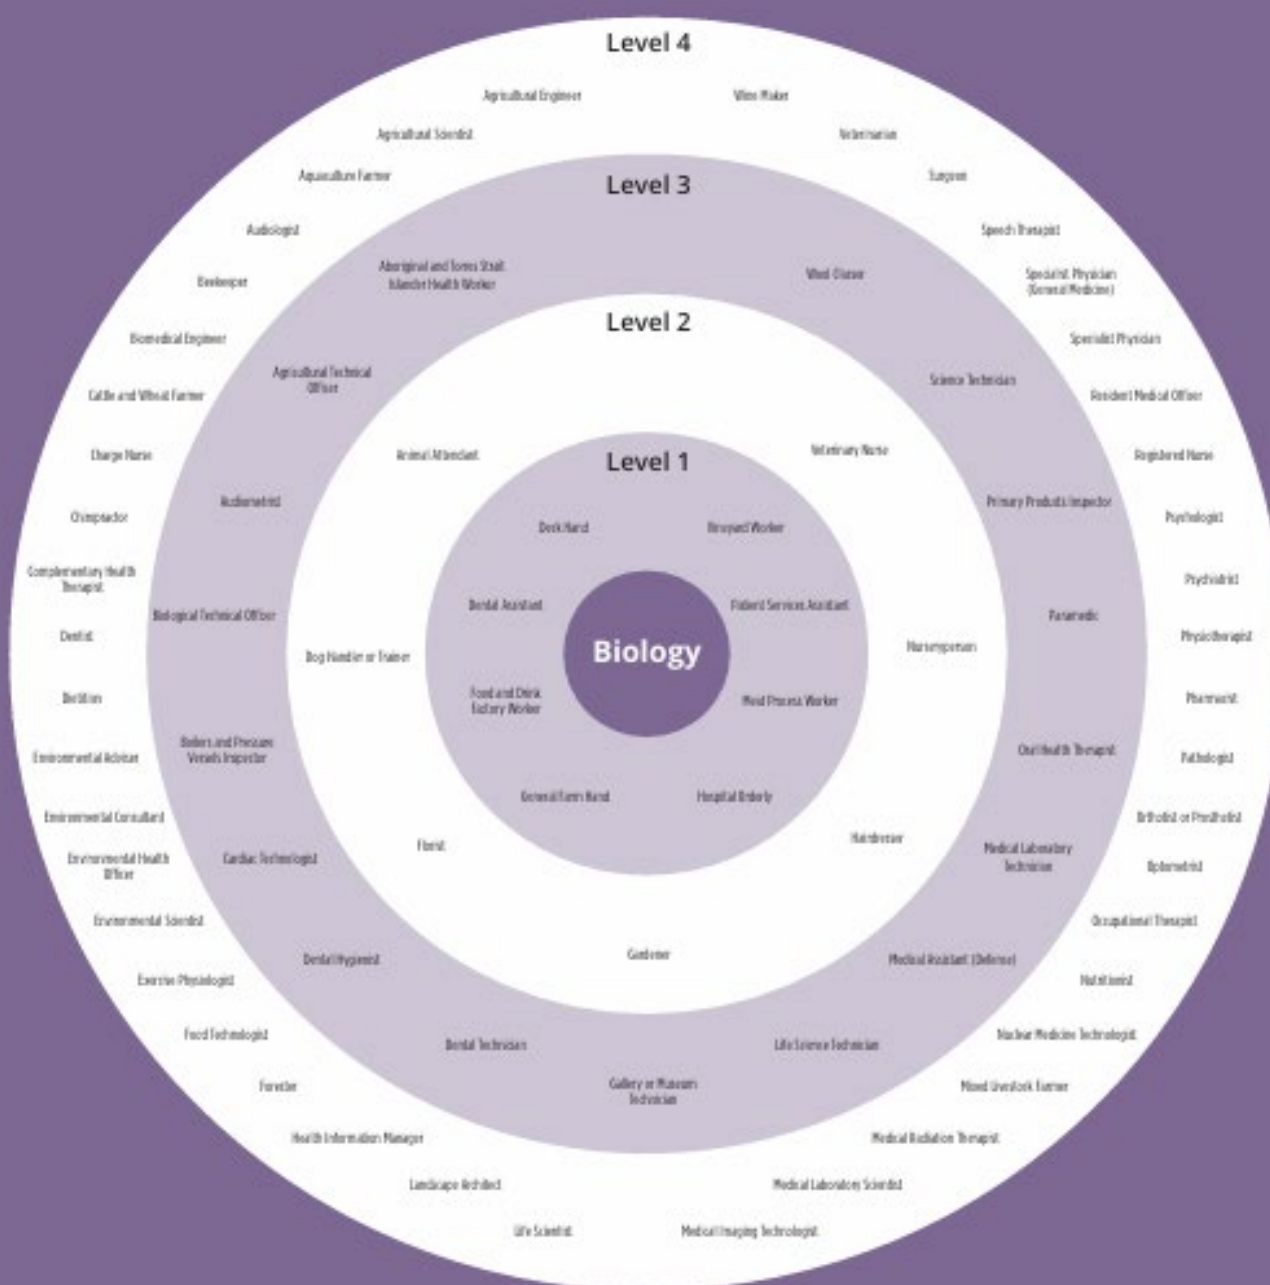 Level 4
Agricultural Engineer
Wine Maker
Agricultural Scientist
Veterinarian
Aquaculture Farmer
Surgeon
Audiologist
Speech Therapist
Beekeeper
Specialist Physician
(General Medicine)
Biomedical Engineer
Specialist Physician
Cattle and Wheat Farmer
Resident Medical Officer
Charge Nurse
Registered Nurse
Chiropractor
Psychologist
Complementary Health
Therapist
Psychiatrist
Dentist
Physiotherapist
Dietitian
Pharmacist
Environmental Adviser
Pathologist
Environmental Consultant
Orthotist or Prosthetist
Environmental Health
Officer
Optometrist
Environmental Scientist
Occupational Therapist
Exercise Physiologist
Nutritionist
Food Technologist
Nuclear Medicine Technologist
Forester
Mixed Livestock Farmer
Health Information Manager
Medical Radiation Therapist
Landscape Architect
Medical Laboratory Scientist
Life Scientist
Medical Imaging Technologist
Level 3
Aboriginal and Torres Strait
Islander Health Worker
Wool Classer
Agricultural Technical
Officer
Science Technician
Audiometrist
Primary Products Inspector
Biological Technical Officer
Paramedic
Boilers and Pressure
Vessels Inspector
Oral Health Therapist
Cardiac Technologist
Medical Laboratory
Technician
Dental Hygienist
Medical Assistant (Defence)
Dental Technician
Life Science Technician
Gallery or Museum
Technician
Level 2
Animal Attendant
Veterinary Nurse
Dog Handler or Trainer
Nurseryperson
Florist
Hairdresser
Gardener
Level 1
Deck Hand
Vineyard Worker
Dental Assistant
Patient Services Assistant
Food and Drink
Factory Worker
Meat Process Worker
General Farm Hand
Hospital Orderly
Biology